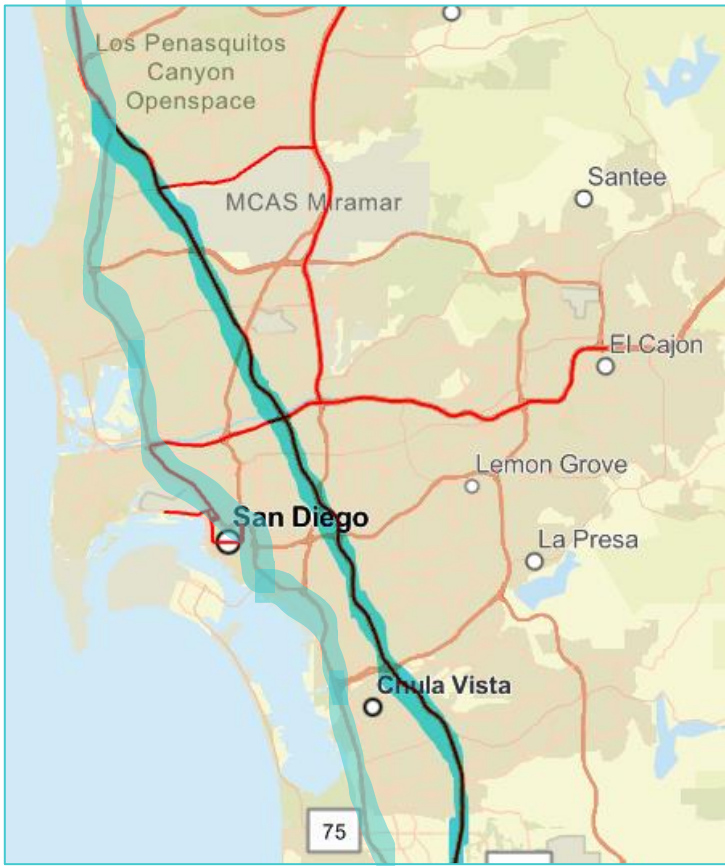 Los Penasquitos
Canyon
Openspace
Santee
MCAS Miramar
El Cajon
Lemon Grove
San Diego
La Presa
Chula Vista
75